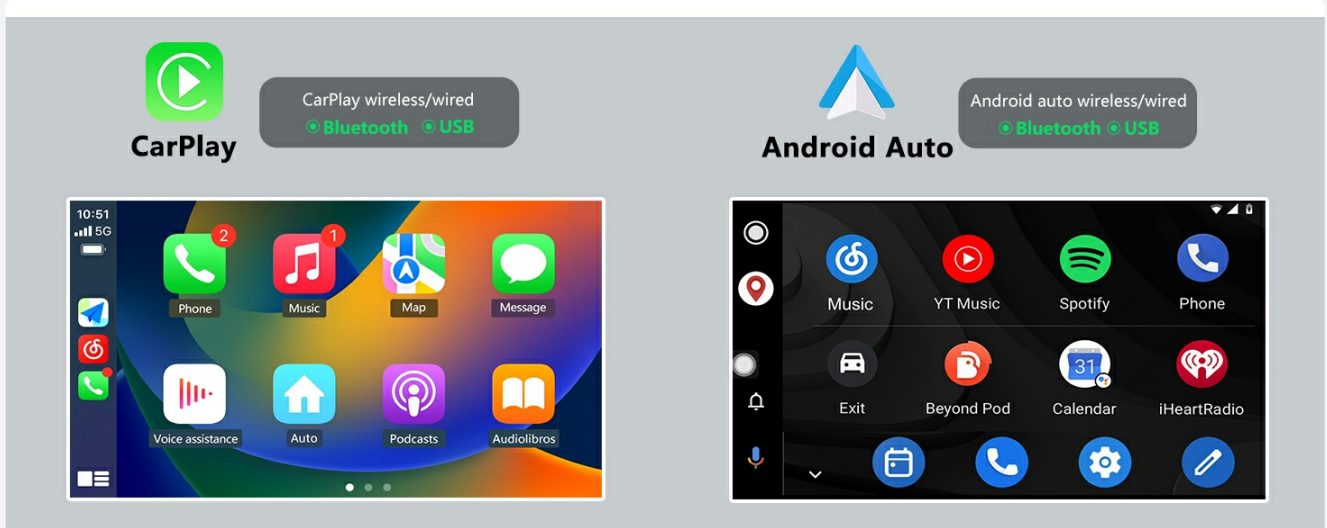 CarPlay wireless/wired
Bluetooth USB
CarPlay
Android auto wireless/wired
Bluetooth USB
Android Auto
10:51
5G
2
1
Phone
Music
Map
Message
Voice assistance
Auto
Podcasts
Audiolibros
Music
YT Music
Spotify
Phone
31
Exit
Beyond Pod
Calendar
iHeartRadio